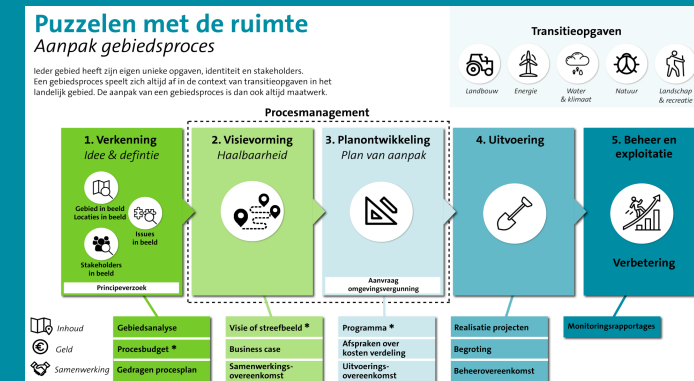 Puzzelen met de ruimte
Aanpak gebiedsproces
Ieder gebied heeft zijn eigen unieke opgaven, identiteit en stakeholders.
Een gebiedsproces speelt zich altijd af in de context van transitieopgaven in het
landelijk gebied. De aanpak van een gebiedsproces is dan ook altijd maatwerk.
Transitieopgaven
Landbouw
Energie
Water
& klimaat
Natuur
Landschap
& recreatie
Procesmanagement
1. Verkenning
Idee & defintie
Gebied in beeld
Locaties in beeld
Issues
in beeld
Stakeholders
in beeld
Principeverzoek
2. Visievorming
Haalbaarheid
3. Planontwikkeling
Plan van aanpak
Aanvraag
omgevingsvergunning
4. Uitvoering
5. Beheer en
exploitatie
Verbetering
Inhoud
Gebiedsanalyse
Visie of streefbeeld *
Programma *
Realisatie projecten
Monitoringsrapportages
Geld
Procesbudget *
Business case
Afspraken over
kosten verdeling
Begroting
Samenwerking
Gedragen procesplan
Samenwerkings-
overeenkomst
Uitvoerings-
overeenkomst
Beheerovereenkomst